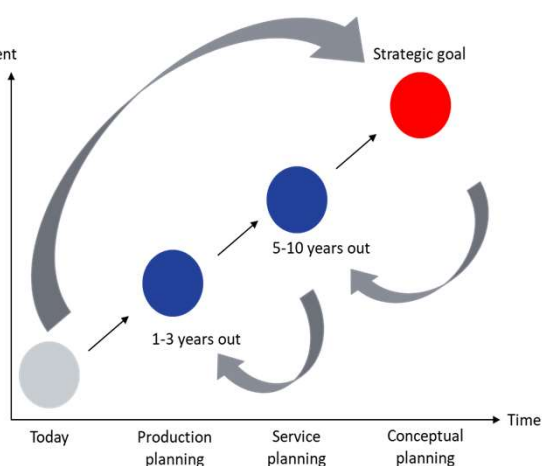 Strategic goal
5-10 years out
1-3 years out
Time
Today
Production
planning
Service
planning
Conceptual
planning